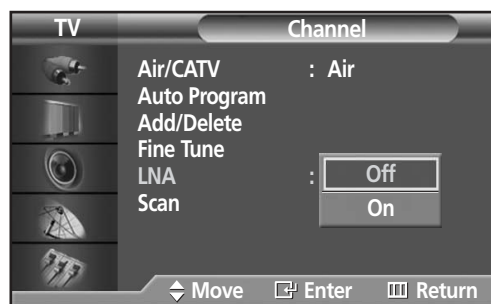 TV Channel
Air/CATV : Air
Auto Program
Add/Delete
Fine Tune
LNA : Off
Scan On
Move Enter Return